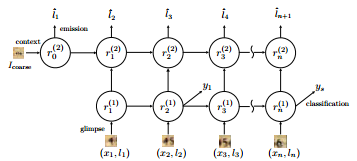 l̂₁ l̂₂ l̂₃ l̂₄ l̂ₙ₊₁
emission
context
r₀⁽²⁾ r₁⁽²⁾ r₂⁽²⁾ r₃⁽²⁾ rₙ⁽²⁾
I_coarse
y₁ yₛ
r₁⁽¹⁾ r₂⁽¹⁾ r₃⁽¹⁾ rₙ⁽¹⁾
classification
glimpse
(x₁, l₁) (x₂, l₂) (x₃, l₃) (xₙ, lₙ)